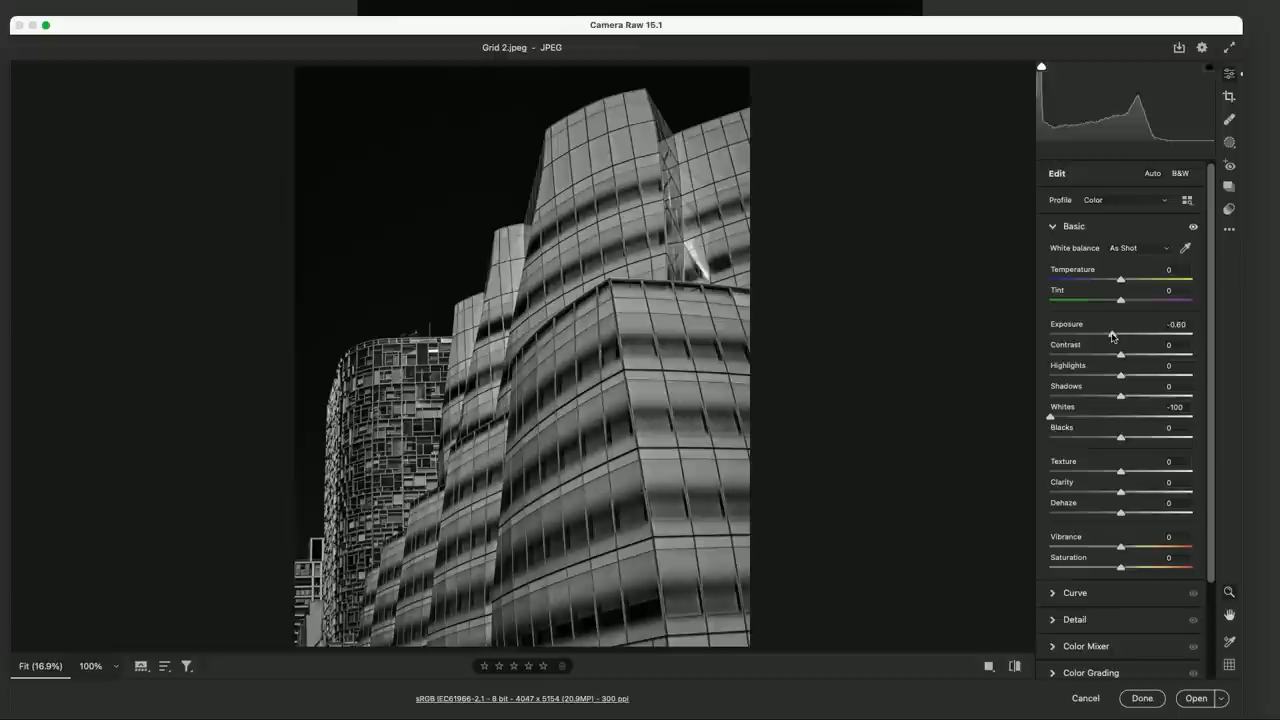 Camera Raw 15.1
Grid 2.jpeg - JPEG
Edit Auto B&W
Profile Color
Basic
White balance As Shot
Temperature 0
Tint 0
Exposure -0.60
Contrast 0
Highlights 0
Shadows 0
Whites -100
Blacks 0
Texture 0
Clarity 0
Dehaze 0
Vibrance 0
Saturation 0
Curve
Detail
Color Mixer
Color Grading
Fit (16.9%) 100%
sRGB IEC61966-2.1 - 8 bit - 4047 x 5154 (20.9MP) - 300 ppi
Cancel Done Open